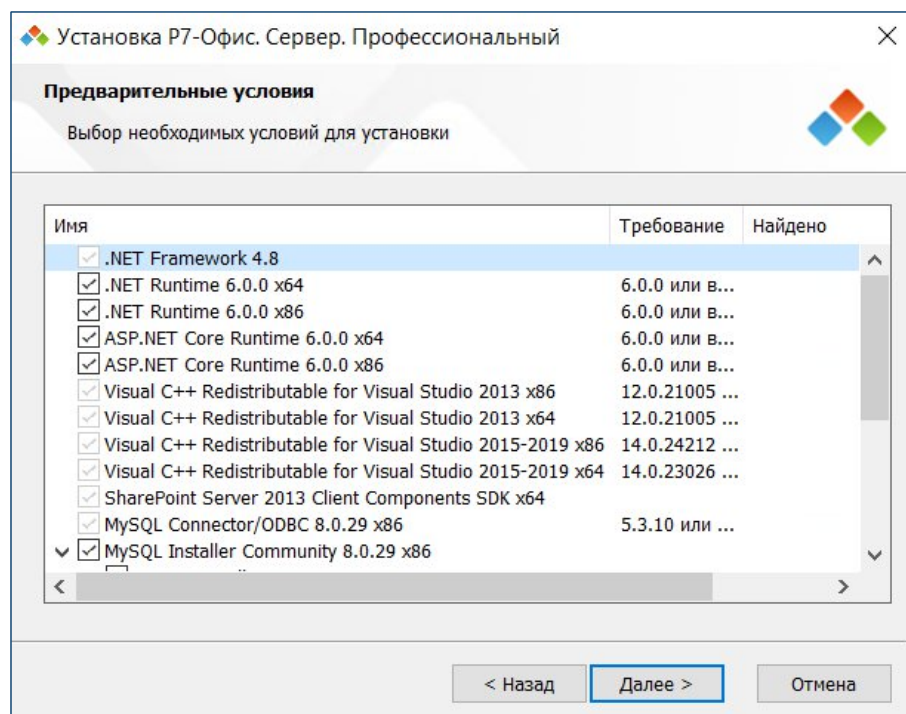 Установка Р7-Офис. Сервер. Профессиональный
Предварительные условия
Выбор необходимых условий для установки
Имя Требование Найдено
.NET Framework 4.8
.NET Runtime 6.0.0 x64 6.0.0 или в...
.NET Runtime 6.0.0 x86 6.0.0 или в...
ASP.NET Core Runtime 6.0.0 x64 6.0.0 или в...
ASP.NET Core Runtime 6.0.0 x86 6.0.0 или в...
Visual C++ Redistributable for Visual Studio 2013 x86 12.0.21005 ...
Visual C++ Redistributable for Visual Studio 2013 x64 12.0.21005 ...
Visual C++ Redistributable for Visual Studio 2015-2019 x86 14.0.24212 ...
Visual C++ Redistributable for Visual Studio 2015-2019 x64 14.0.23026 ...
SharePoint Server 2013 Client Components SDK x64
MySQL Connector/ODBC 8.0.29 x86 5.3.10 или ...
MySQL Installer Community 8.0.29 x86
< Назад Далее > Отмена